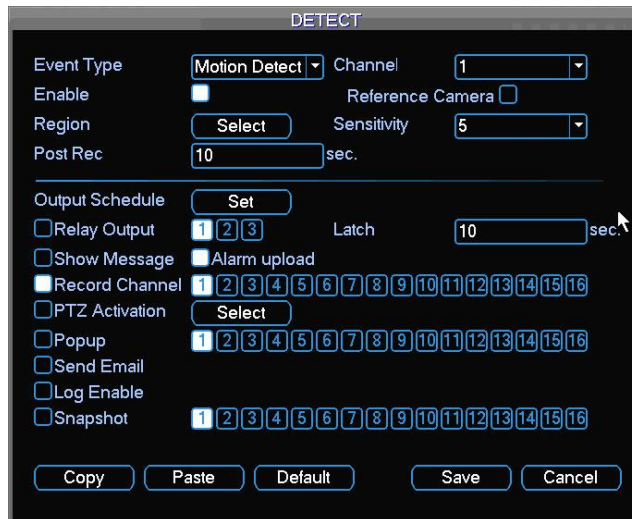 DETECT
Event Type Motion Detect Channel 1
Enable Reference Camera
Region Select Sensitivity 5
Post Rec 10 sec.
Output Schedule Set
Relay Output 1 2 3 Latch 10 sec.
Show Message Alarm upload
Record Channel 1 2 3 4 5 6 7 8 9 10 11 12 13 14 15 16
PTZ Activation Select
Popup 1 2 3 4 5 6 7 8 9 10 11 12 13 14 15 16
Send Email
Log Enable
Snapshot 1 2 3 4 5 6 7 8 9 10 11 12 13 14 15 16
Copy Paste Default Save Cancel